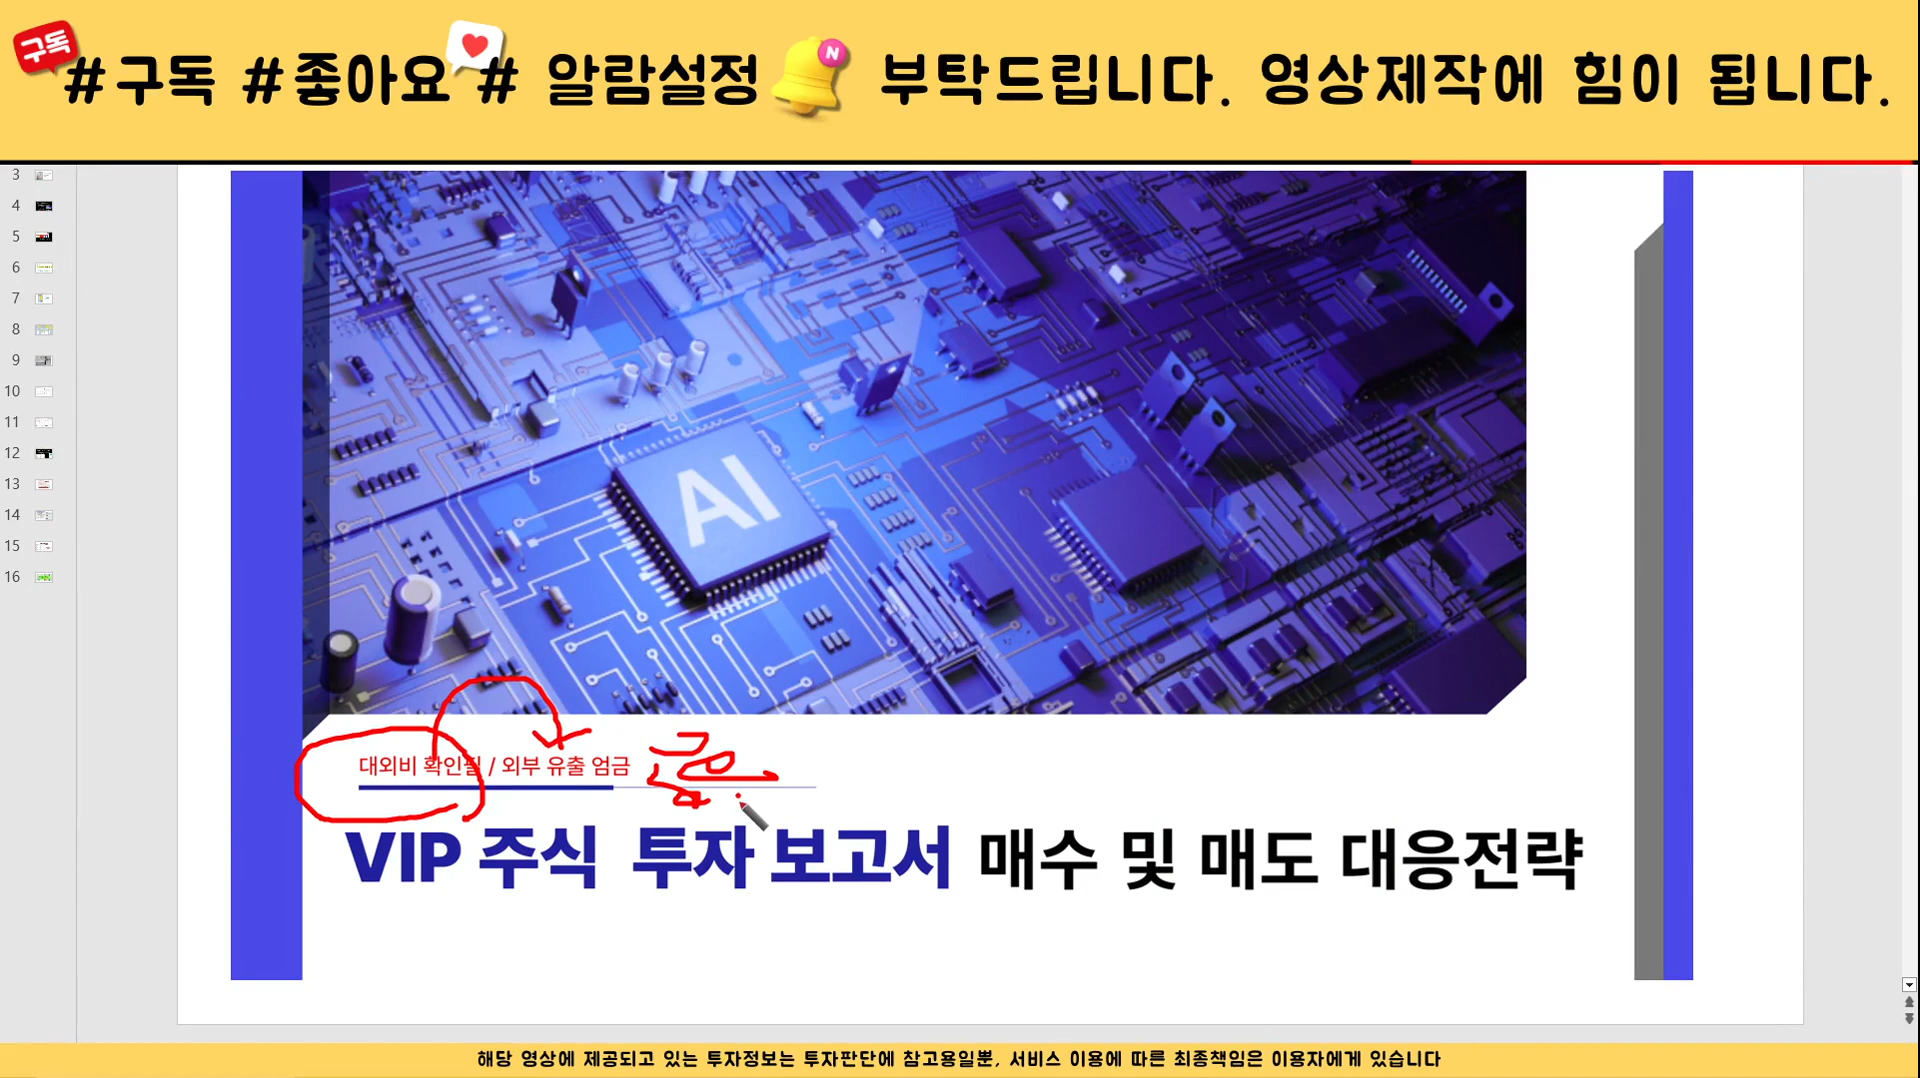 구독
#구독 #좋아요 # 알람설정 N 부탁드립니다. 영상제작에 힘이 됩니다.
3
4
5
6
7
8
9
10
11
12
13
14
15
16
AI
대외비 확인필 / 외부 유출 엄금
VIP 주식 투자 보고서 매수 및 매도 대응전략
해당 영상에 제공되고 있는 투자정보는 투자판단에 참고용일뿐, 서비스 이용에 따른 최종책임은 이용자에게 있습니다